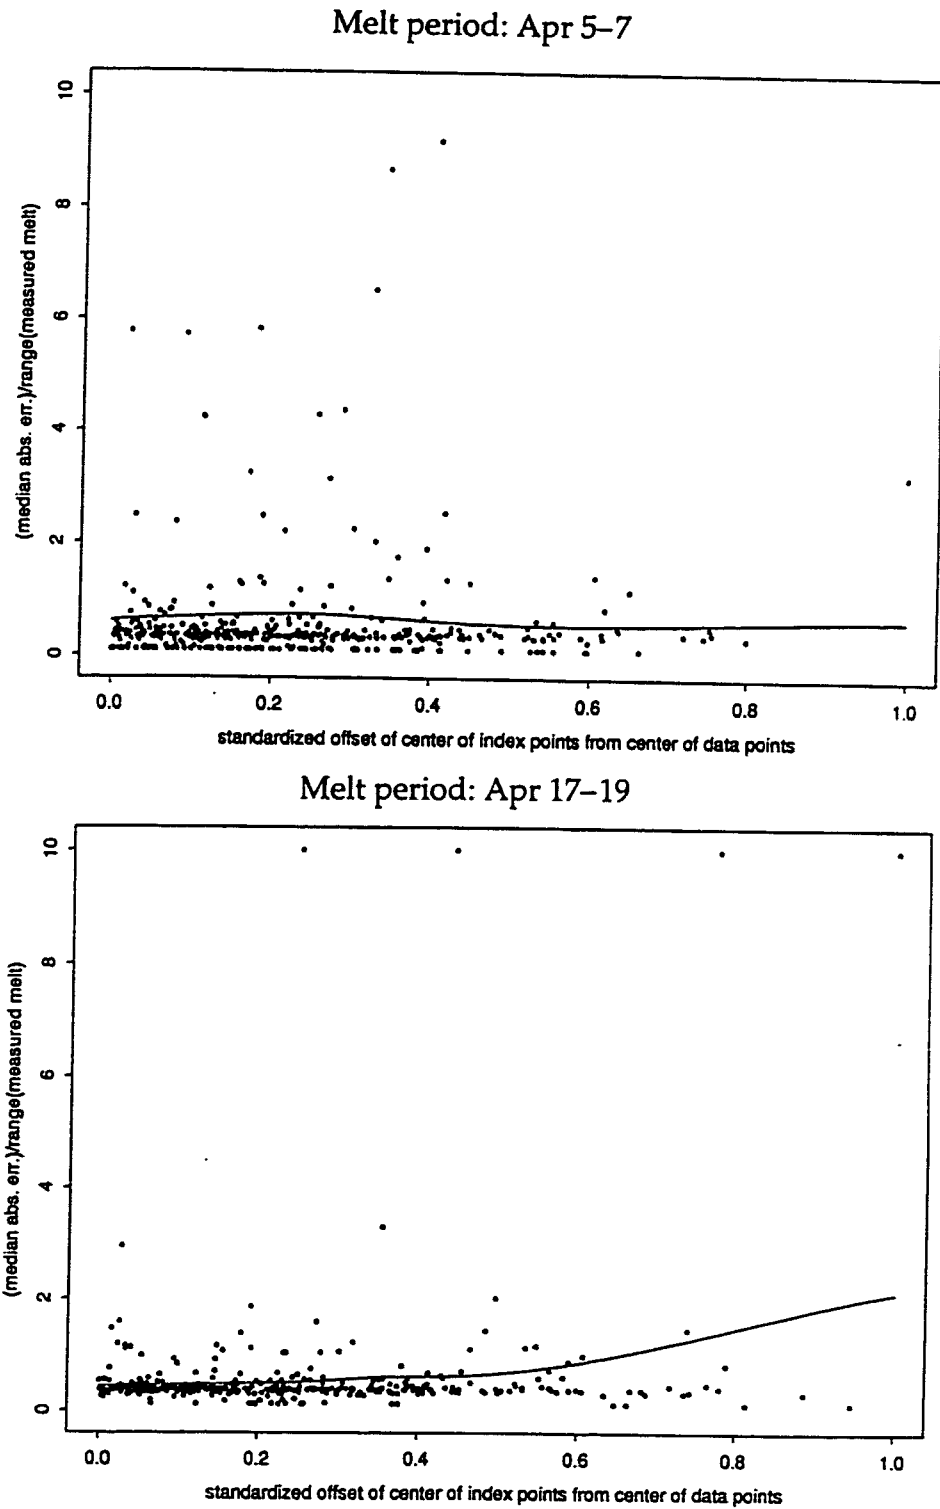 Melt period: Apr 5–7
(median abs. err.)/range(measured melt)
10
8
6
4
2
0
0.0 0.2 0.4 0.6 0.8 1.0
standardized offset of center of index points from center of data points
Melt period: Apr 17–19
(median abs. err.)/range(measured melt)
10
8
6
4
2
0
0.0 0.2 0.4 0.6 0.8 1.0
standardized offset of center of index points from center of data points